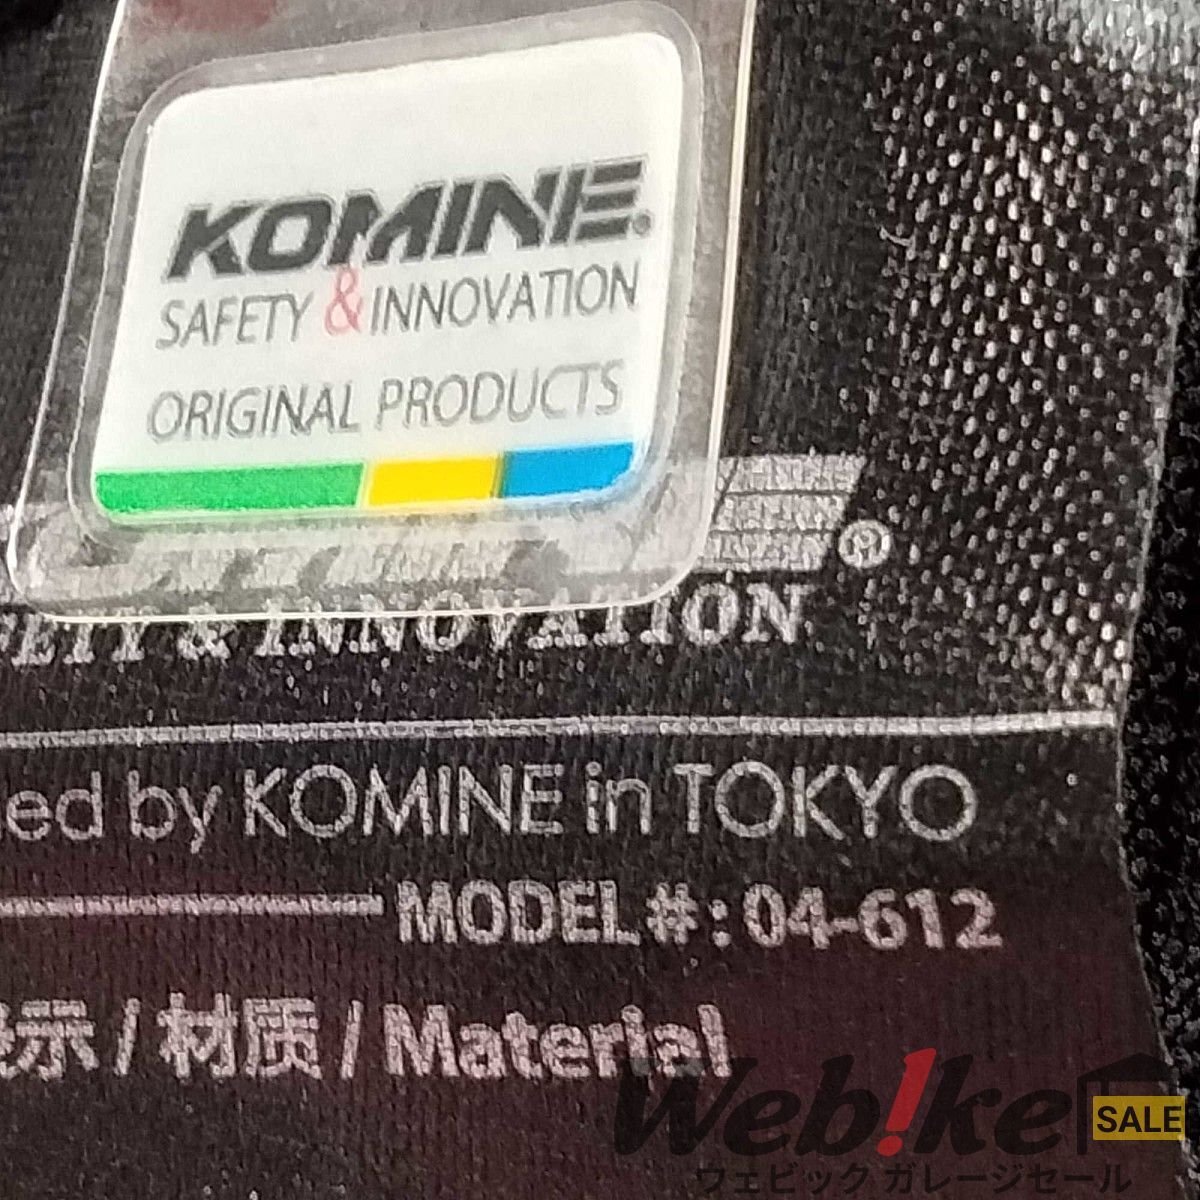 KOMINE®
SAFETY & INNOVATION
ORIGINAL PRODUCTS
& INNOVATION
by KOMINE in TOKYO
MODEL #: 04-612
示 / 材质 / Material
Web!ke
SALE
ウェビック ガレージセール